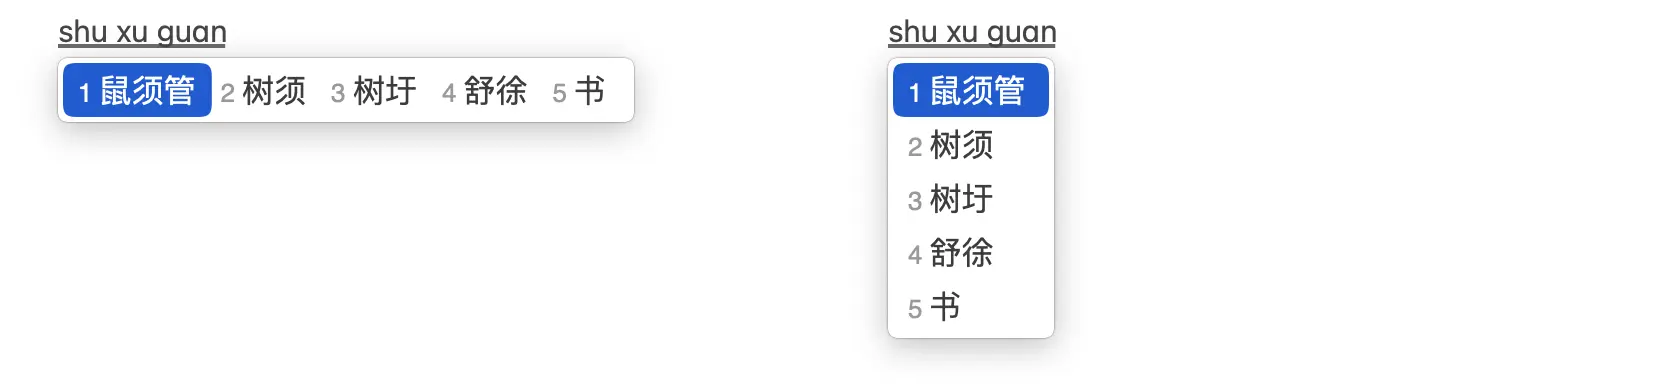 shu xu guan
1 鼠须管 2 树须 3 树圩 4 舒徐 5 书
shu xu guan
1 鼠须管
2 树须
3 树圩
4 舒徐
5 书